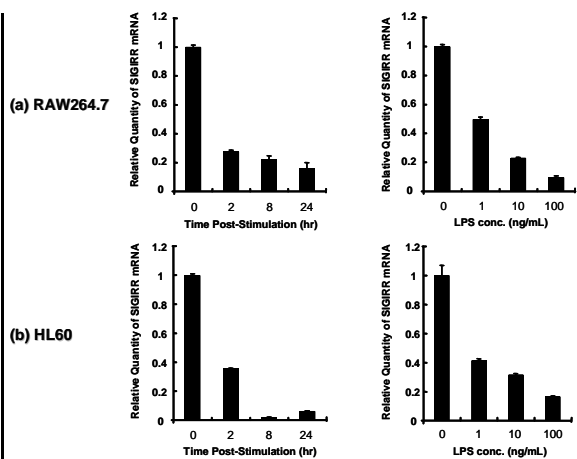 (a) RAW264.7
Relative Quantity of SIGIRR mRNA
1.2
1
0.8
0.6
0.4
0.2
0
0 2 8 24
Time Post-Stimulation (hr)
Relative Quantity of SIGIRR mRNA
1.2
1
0.8
0.6
0.4
0.2
0
0 1 10 100
LPS conc. (ng/mL)
(b) HL60
Relative Quantity of SIGIRR mRNA
1.2
1
0.8
0.6
0.4
0.2
0
0 2 8 24
Time Post-Stimulation (hr)
Relative Quantity of SIGIRR mRNA
1.2
1
0.8
0.6
0.4
0.2
0
0 1 10 100
LPS conc. (ng/mL)